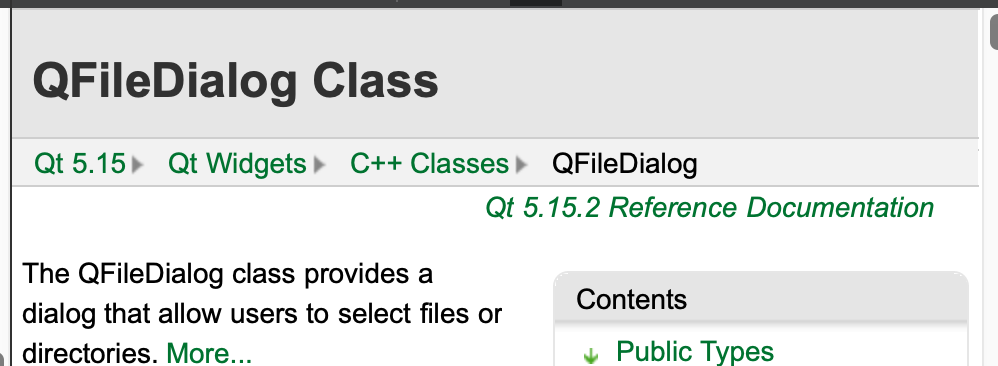 QFileDialog Class
Qt 5.15 Qt Widgets C++ Classes QFileDialog
Qt 5.15.2 Reference Documentation
The QFileDialog class provides a
dialog that allow users to select files or
directories. More...
Contents
Public Types